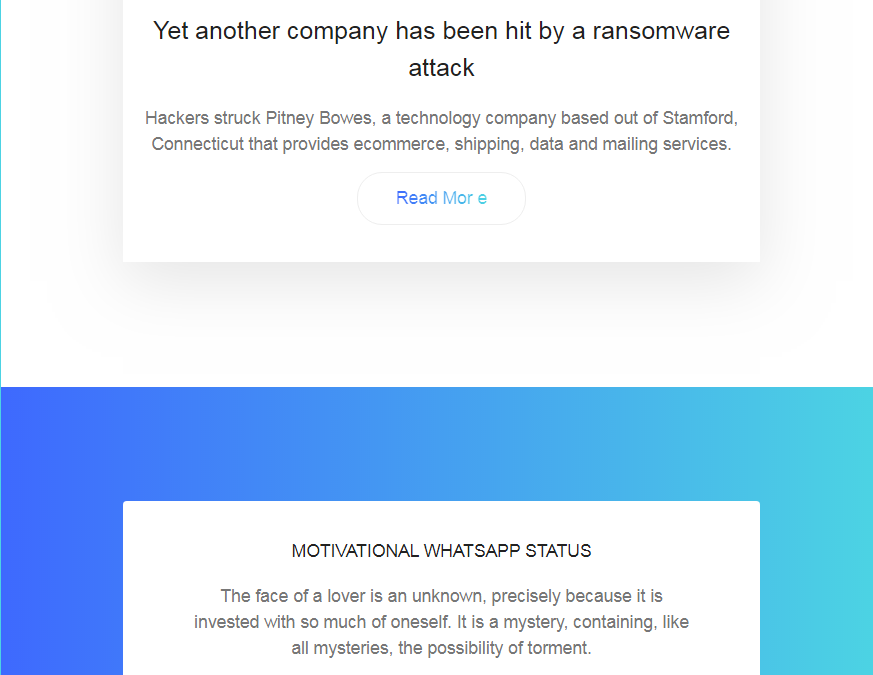 Yet another company has been hit by a ransomware
attack
Hackers struck Pitney Bowes, a technology company based out of Stamford,
Connecticut that provides ecommerce, shipping, data and mailing services.
Read Mor e
MOTIVATIONAL WHATSAPP STATUS
The face of a lover is an unknown, precisely because it is
invested with so much of oneself. It is a mystery, containing, like
all mysteries, the possibility of torment.